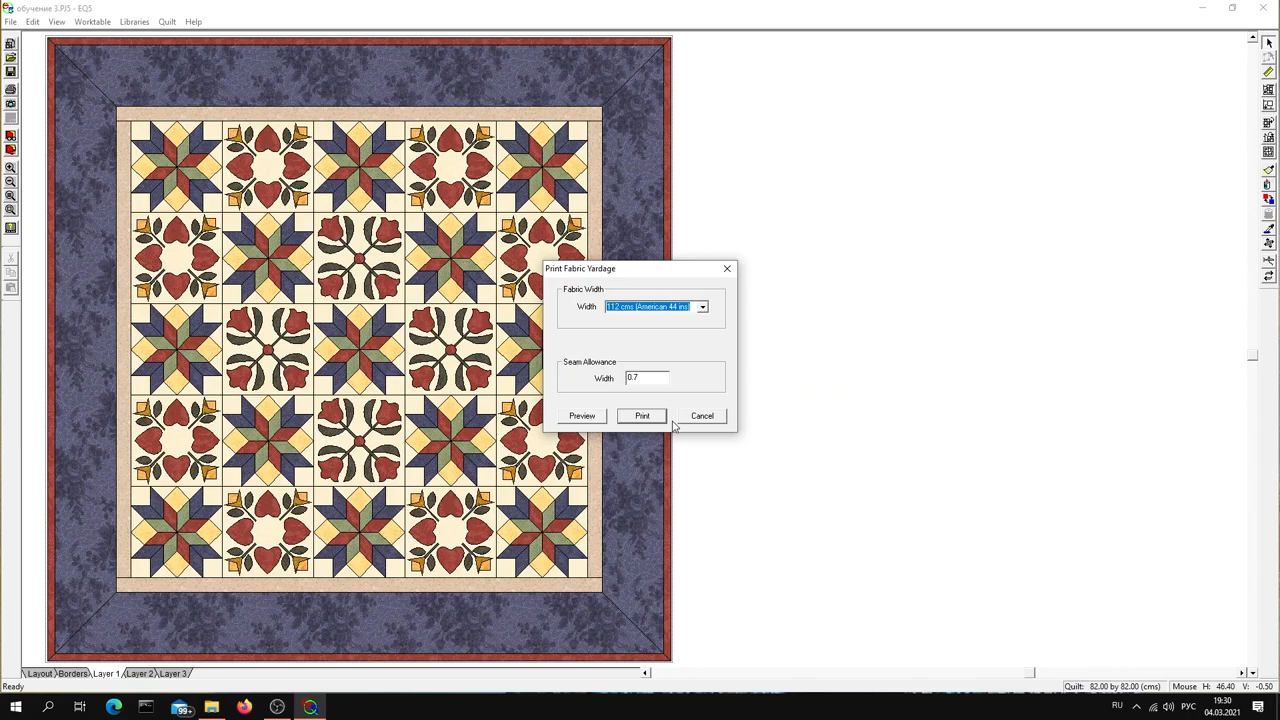 обучение 3.PJ5 - EQ5
File Edit View Worktable Libraries Quilt Help
Print Fabric Yardage
Fabric Width
Width 112 cms (American 44 ins)
Seam Allowance
Width 0.7
Preview Print Cancel
Layout Borders Layer 1 Layer 2 Layer 3
Ready Quilt: 82.00 by 82.00 (cms) Mouse H: 46.40 V: -0.50
99+ RU РУС 19:30
04.03.2021